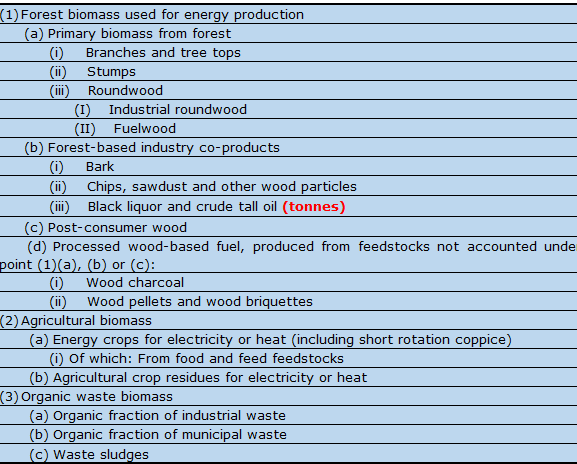 (1) Forest biomass used for energy production
(a) Primary biomass from forest
(i) Branches and tree tops
(ii) Stumps
(iii) Roundwood
(I) Industrial roundwood
(II) Fuelwood
(b) Forest-based industry co-products
(i) Bark
(ii) Chips, sawdust and other wood particles
(iii) Black liquor and crude tall oil (tonnes)
(c) Post-consumer wood
(d) Processed wood-based fuel, produced from feedstocks not accounted unde
point (1)(a), (b) or (c):
(i) Wood charcoal
(ii) Wood pellets and wood briquettes
(2) Agricultural biomass
(a) Energy crops for electricity or heat (including short rotation coppice)
(i) Of which: From food and feed feedstocks
(b) Agricultural crop residues for electricity or heat
(3) Organic waste biomass
(a) Organic fraction of industrial waste
(b) Organic fraction of municipal waste
(c) Waste sludges